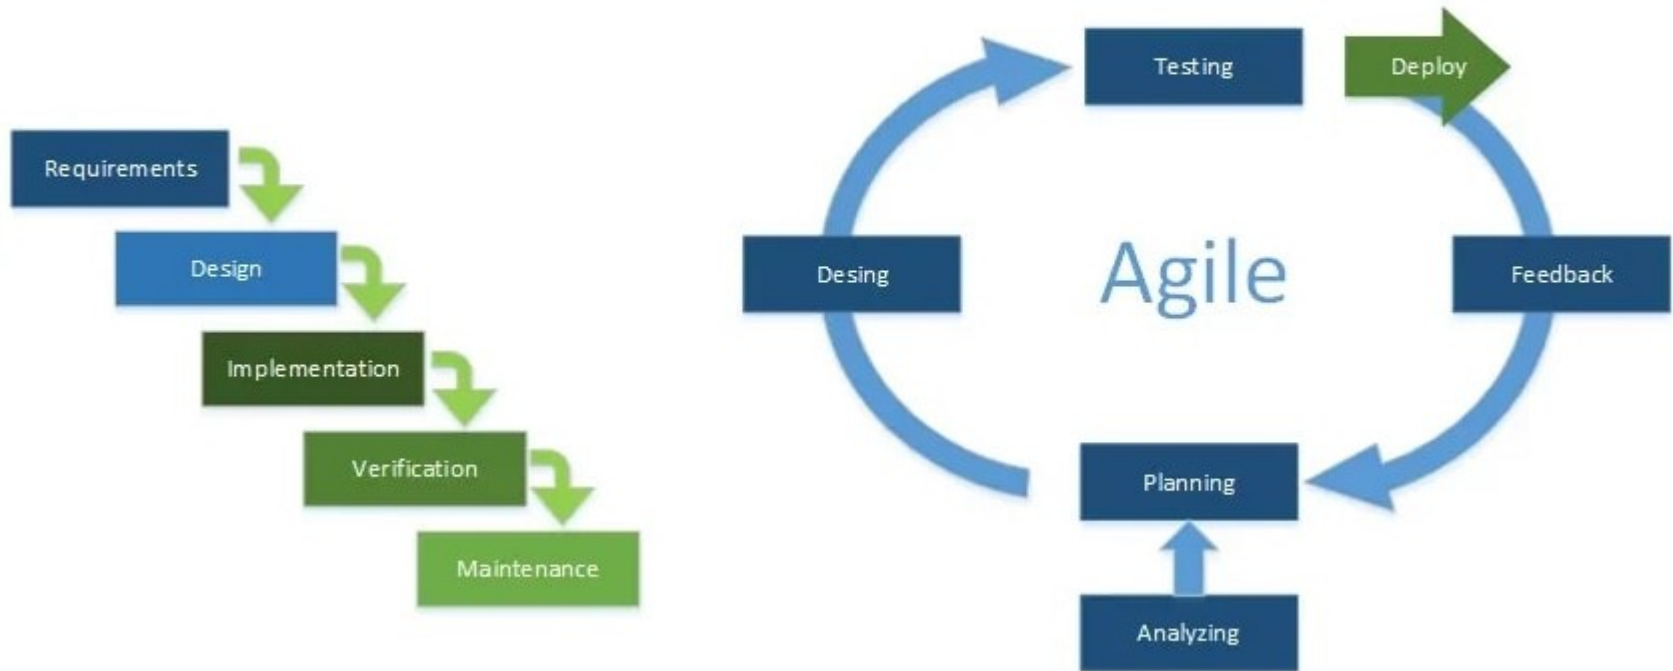 Requirements
Design
Implementation
Verification
Maintenance
Testing
Deploy
Desing
Agile
Feedback
Planning
Analyzing